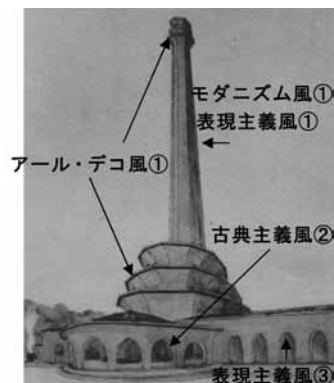 モダニズム風①
表現主義風①
アール・デコ風①
古典主義風②
表現主義風③